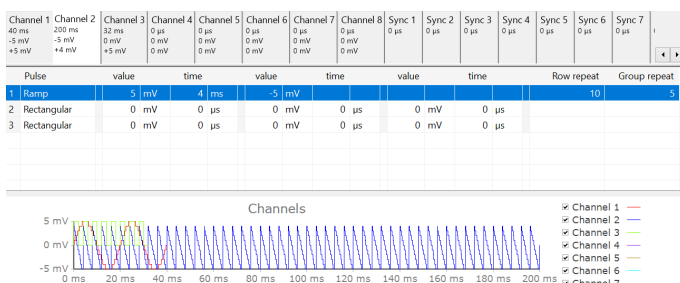 Channel 1 Channel 2 Channel 3 Channel 4 Channel 5 Channel 6 Channel 7 Channel 8 Sync 1 Sync 2 Sync 3 Sync 4 Sync 5 Sync 6 Sync 7
40 ms 200 ms 32 ms 0 µs 0 µs 0 µs 0 µs 0 µs 0 µs 0 µs 0 µs 0 µs 0 µs 0 µs 0 µs
-5 mV -5 mV 0 mV 0 mV 0 mV 0 mV 0 mV 0 mV
+5 mV +4 mV +5 mV 0 mV 0 mV 0 mV 0 mV 0 mV
Pulse value time value time value time Row repeat Group repeat
1 Ramp 5 mV 4 ms -5 mV 10 5
2 Rectangular 0 mV 0 µs 0 mV 0 µs 0 mV 0 µs
3 Rectangular 0 mV 0 µs 0 mV 0 µs 0 mV 0 µs
Channels
5 mV
0 mV
-5 mV
0 ms 20 ms 40 ms 60 ms 80 ms 100 ms 120 ms 140 ms 160 ms 180 ms 200 ms
Channel 1
Channel 2
Channel 3
Channel 4
Channel 5
Channel 6
Channel 7